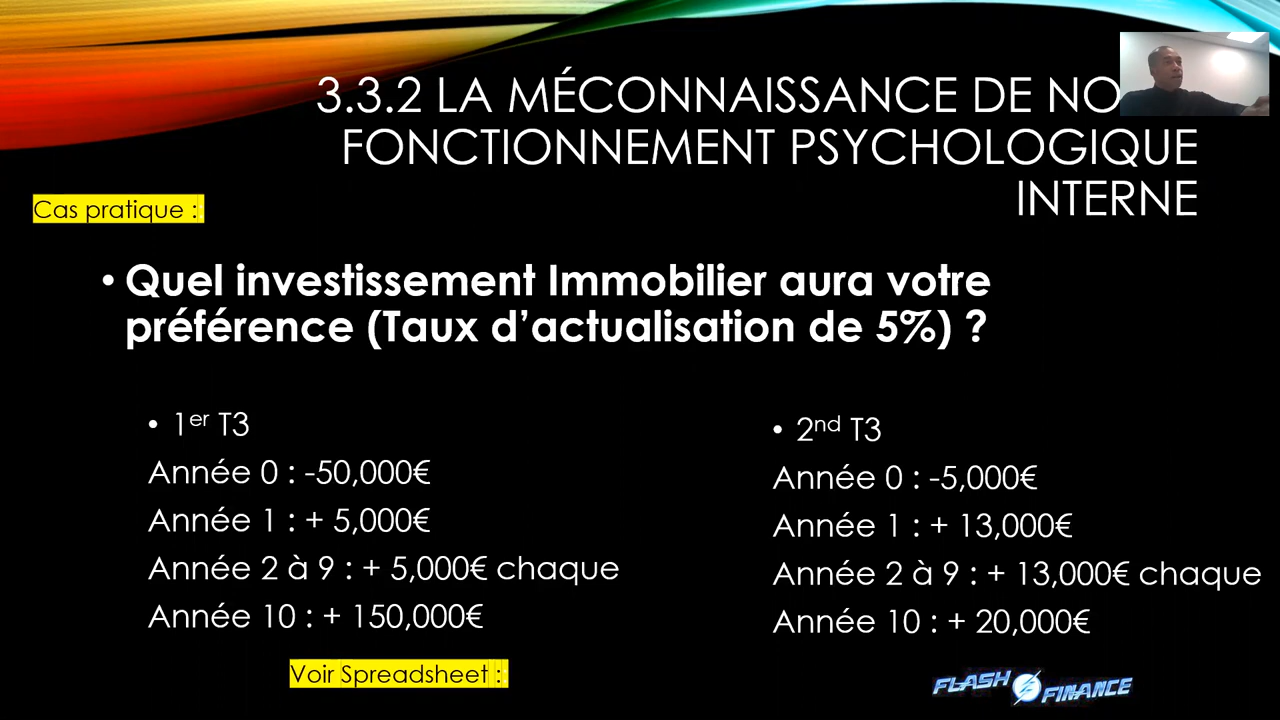 3.3.2 LA MÉCONNAISSANCE DE NO
FONCTIONNEMENT PSYCHOLOGIQUE
INTERNE
Cas pratique :
• Quel investissement Immobilier aura votre
préférence (Taux d’actualisation de 5%) ?
• 1er T3
Année 0 : -50,000€
Année 1 : + 5,000€
Année 2 à 9 : + 5,000€ chaque
Année 10 : + 150,000€
• 2nd T3
Année 0 : -5,000€
Année 1 : + 13,000€
Année 2 à 9 : + 13,000€ chaque
Année 10 : + 20,000€
Voir Spreadsheet :
FLASH FINANCE